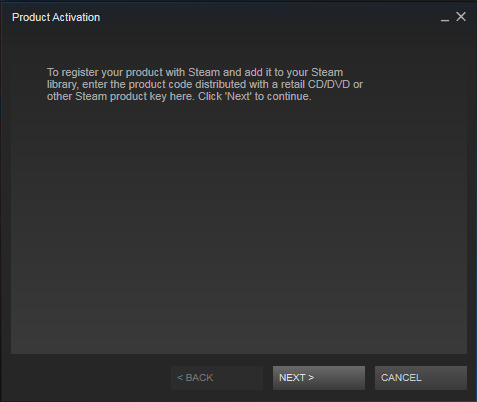 Product Activation
To register your product with Steam and add it to your Steam
library, enter the product code distributed with a retail CD/DVD or
other Steam product key here. Click 'Next' to continue.
< BACK
NEXT >
CANCEL